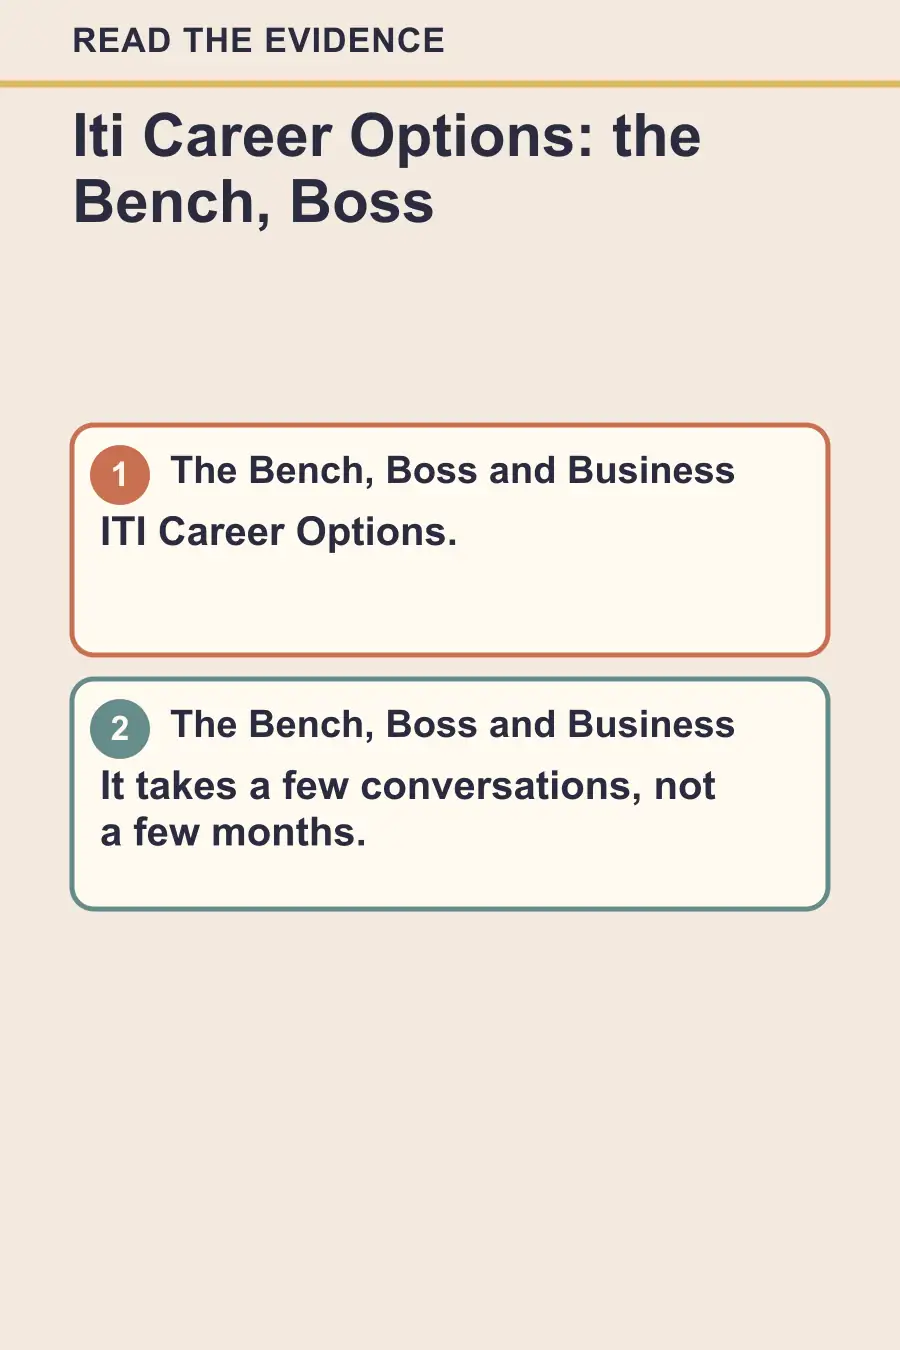 READ THE EVIDENCE
Iti Career Options: the
Bench, Boss
1 The Bench, Boss and Business
ITI Career Options.
2 The Bench, Boss and Business
It takes a few conversations, not
a few months.